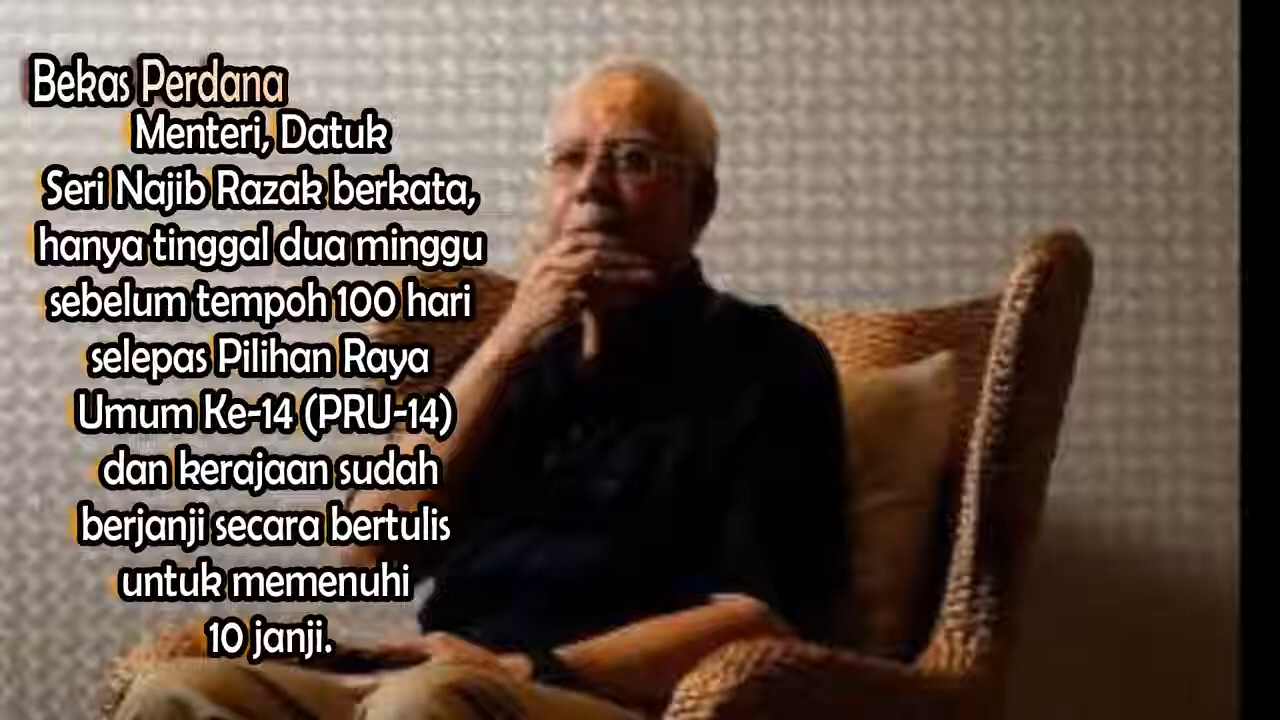 Bekas Perdana
Menteri, Datuk
Seri Najib Razak berkata,
hanya tinggal dua minggu
sebelum tempoh 100 hari
selepas Pilihan Raya
Umum Ke-14 (PRU-14)
dan kerajaan sudah
berjanji secara bertulis
untuk memenuhi
10 janji.